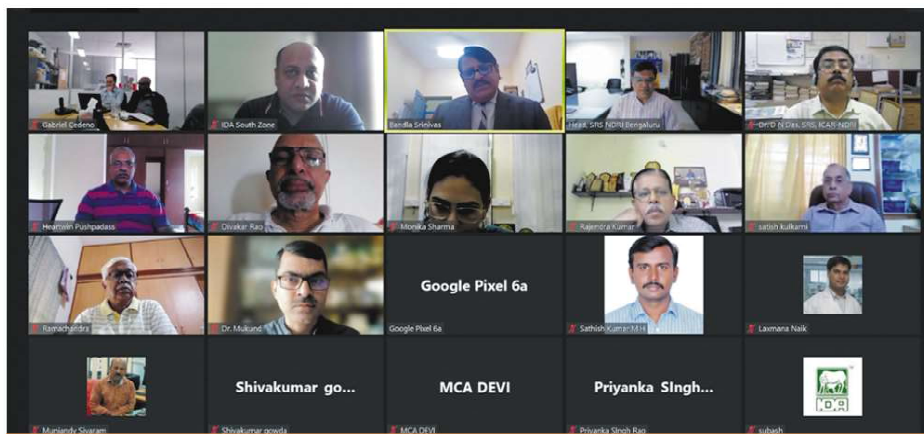 Gabriel Cedeno
IDA South Zone
Bandla Srinivas
Head, SRS NDRI Bengaluru
Dr. D N Das, SRS, ICAR-NDRI
Heartwin Pushpadass
Divakar Rao
Monika Sharma
Rajendra Kumar
satish kulkarni
Ramachandra
Dr. Mukund
Google Pixel 6a
Google Pixel 6a
Sathish Kumar M.H
Laxmana Naik
Muniandy Sivaram
Shivakumar go...
Shivakumar gowda
MCA DEVI
MCA DEVI
Priyanka SIngh...
Priyanka SIngh Rao
IDA
subash